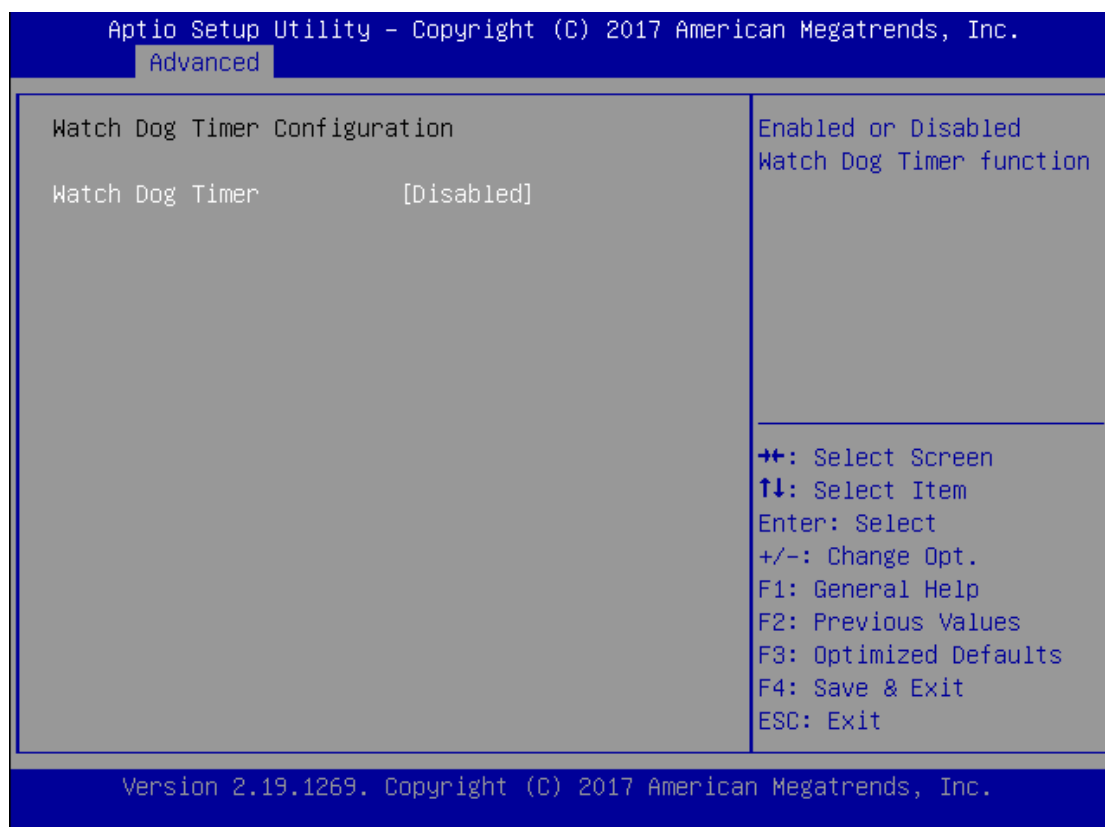 Aptio Setup Utility – Copyright (C) 2017 American Megatrends, Inc.
Advanced
Watch Dog Timer Configuration
Watch Dog Timer [Disabled]
Enabled or Disabled
Watch Dog Timer function
→←: Select Screen
↑↓: Select Item
Enter: Select
+/-: Change Opt.
F1: General Help
F2: Previous Values
F3: Optimized Defaults
F4: Save & Exit
ESC: Exit
Version 2.19.1269. Copyright (C) 2017 American Megatrends, Inc.